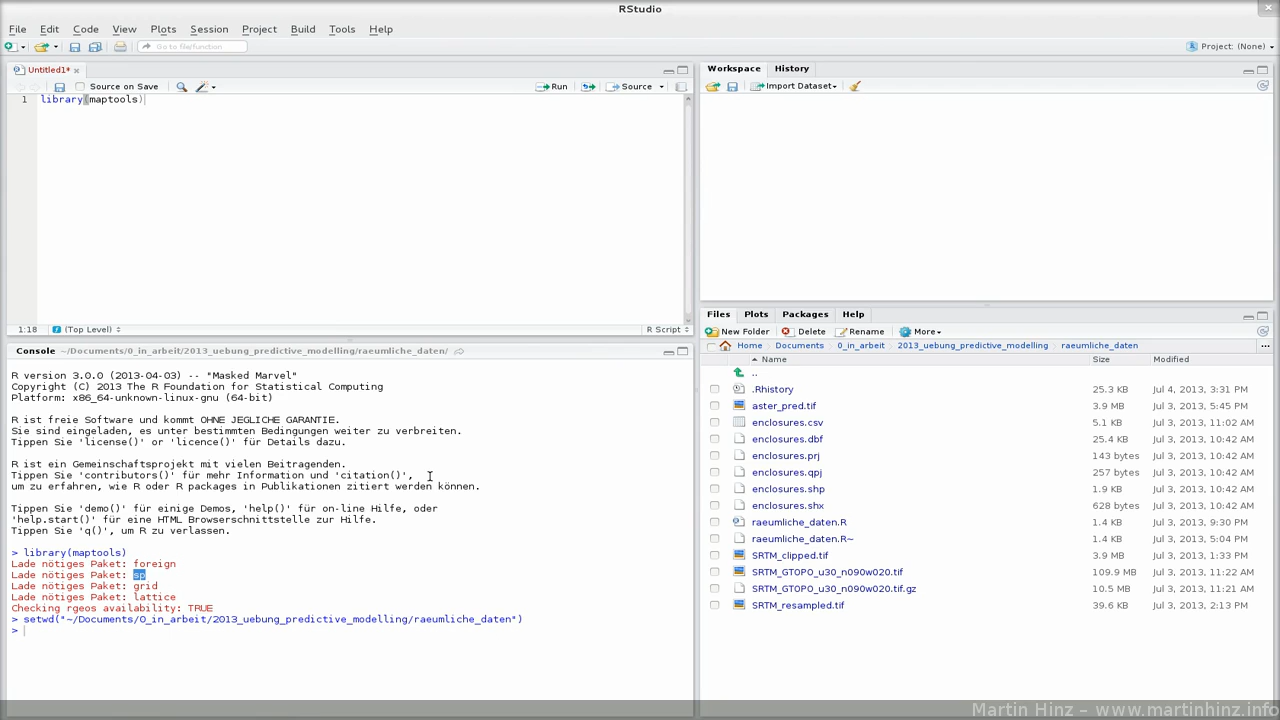 RStudio
File Edit Code View Plots Session Project Build Tools Help
Go to file/function
Project: (None)
Untitled1*
Source on Save Run Source
1 library(maptools)
1:18 (Top Level) R Script
Console ~/Documents/0_in_arbeit/2013_uebung_predictive_modelling/raeumliche_daten/
R version 3.0.0 (2013-04-03) -- "Masked Marvel"
Copyright (C) 2013 The R Foundation for Statistical Computing
Platform: x86_64-unknown-linux-gnu (64-bit)
R ist freie Software und kommt OHNE JEGLICHE GARANTIE.
Sie sind eingeladen, es unter bestimmten Bedingungen weiter zu verbreiten.
Tippen Sie 'license()' or 'licence()' für Details dazu.
R ist ein Gemeinschaftsprojekt mit vielen Beitragenden.
Tippen Sie 'contributors()' für mehr Information und 'citation()',
um zu erfahren, wie R oder R packages in Publikationen zitiert werden können.
Tippen Sie 'demo()' für einige Demos, 'help()' für on-line Hilfe, oder
'help.start()' für eine HTML Browserschnittstelle zur Hilfe.
Tippen Sie 'q()', um R zu verlassen.
> library(maptools)
Lade nötiges Paket: foreign
Lade nötiges Paket: sp
Lade nötiges Paket: grid
Lade nötiges Paket: lattice
Checking rgeos availability: TRUE
> setwd("~/Documents/0_in_arbeit/2013_uebung_predictive_modelling/raeumliche_daten")
>
Workspace History
Import Dataset
Files Plots Packages Help
New Folder Delete Rename More
Home Documents 0_in_arbeit 2013_uebung_predictive_modelling raeumliche_daten ...
Name Size Modified
..
.Rhistory 25.3 KB Jul 4, 2013, 3:31 PM
aster_pred.tif 3.9 MB Jul 3, 2013, 5:45 PM
enclosures.csv 5.1 KB Jul 3, 2013, 11:02 AM
enclosures.dbf 25.4 KB Jul 3, 2013, 10:42 AM
enclosures.prj 143 bytes Jul 3, 2013, 10:42 AM
enclosures.qpj 257 bytes Jul 3, 2013, 10:42 AM
enclosures.shp 1.9 KB Jul 3, 2013, 10:42 AM
enclosures.shx 628 bytes Jul 3, 2013, 10:42 AM
raeumliche_daten.R 1.4 KB Jul 3, 2013, 9:30 PM
raeumliche_daten.R~ 1.4 KB Jul 3, 2013, 5:04 PM
SRTM_clipped.tif 3.9 MB Jul 3, 2013, 1:33 PM
SRTM_GTOPO_u30_n090w020.tif 109.9 MB Jul 3, 2013, 11:22 AM
SRTM_GTOPO_u30_n090w020.tif.gz 10.5 MB Jul 3, 2013, 11:21 AM
SRTM_resampled.tif 39.6 KB Jul 3, 2013, 2:13 PM
Martin Hinz - www.martinhinz.info